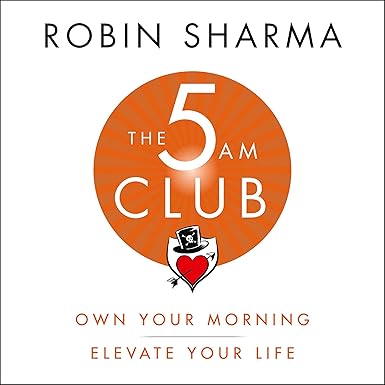 ROBIN SHARMA
THE 5 AM
CLUB
OWN YOUR MORNING
ELEVATE YOUR LIFE